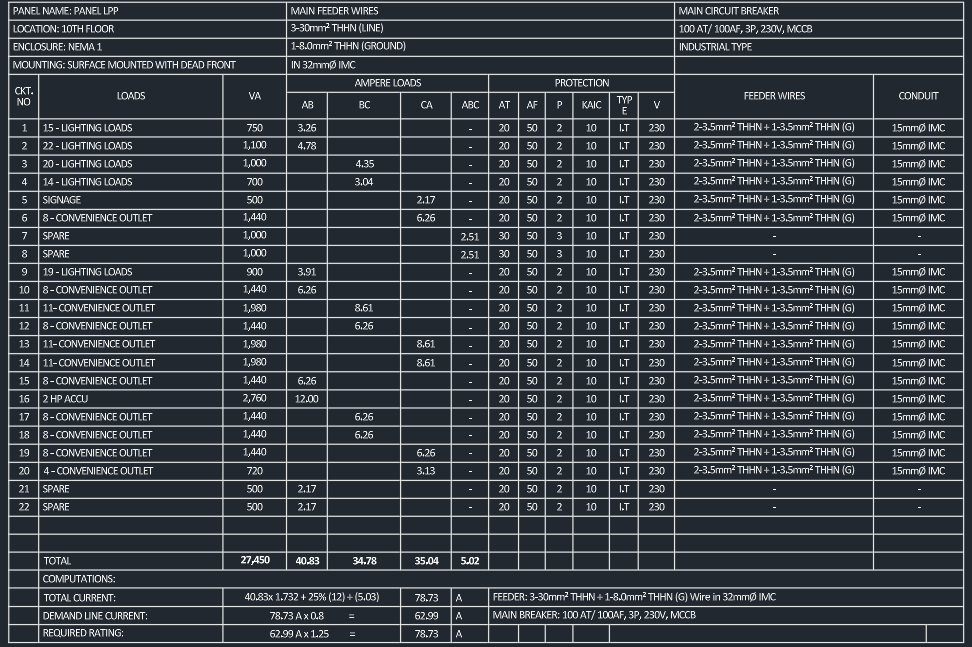 PANEL NAME: PANEL LPP MAIN FEEDER WIRES MAIN CIRCUIT BREAKER
LOCATION: 10TH FLOOR 3-30mm² THHN (LINE) 100 AT/ 100AF, 3P, 230V, MCCB
ENCLOSURE: NEMA 1 1-8.0mm² THHN (GROUND) INDUSTRIAL TYPE
MOUNTING: SURFACE MOUNTED WITH DEAD FRONT IN 32mmØ IMC
CKT. NO LOADS VA AMPERE LOADS PROTECTION FEEDER WIRES CONDUIT
AB BC CA ABC AT AF P KAIC TYPE V
1 15 - LIGHTING LOADS 750 3.26 - 20 50 2 10 I.T 230 2-3.5mm² THHN + 1-3.5mm² THHN (G) 15mmØ IMC
2 22 - LIGHTING LOADS 1,100 4.78 - 20 50 2 10 I.T 230 2-3.5mm² THHN + 1-3.5mm² THHN (G) 15mmØ IMC
3 20 - LIGHTING LOADS 1,000 4.35 - 20 50 2 10 I.T 230 2-3.5mm² THHN + 1-3.5mm² THHN (G) 15mmØ IMC
4 14 - LIGHTING LOADS 700 3.04 - 20 50 2 10 I.T 230 2-3.5mm² THHN + 1-3.5mm² THHN (G) 15mmØ IMC
5 SIGNAGE 500 2.17 - 20 50 2 10 I.T 230 2-3.5mm² THHN + 1-3.5mm² THHN (G) 15mmØ IMC
6 8 - CONVENIENCE OUTLET 1,440 6.26 - 20 50 2 10 I.T 230 2-3.5mm² THHN + 1-3.5mm² THHN (G) 15mmØ IMC
7 SPARE 1,000 2.51 30 50 3 10 I.T 230 - -
8 SPARE 1,000 2.51 30 50 3 10 I.T 230 - -
9 19 - LIGHTING LOADS 900 3.91 - 20 50 2 10 I.T 230 2-3.5mm² THHN + 1-3.5mm² THHN (G) 15mmØ IMC
10 8 - CONVENIENCE OUTLET 1,440 6.26 - 20 50 2 10 I.T 230 2-3.5mm² THHN + 1-3.5mm² THHN (G) 15mmØ IMC
11 11- CONVENIENCE OUTLET 1,980 8.61 - 20 50 2 10 I.T 230 2-3.5mm² THHN + 1-3.5mm² THHN (G) 15mmØ IMC
12 8 - CONVENIENCE OUTLET 1,440 6.26 - 20 50 2 10 I.T 230 2-3.5mm² THHN + 1-3.5mm² THHN (G) 15mmØ IMC
13 11- CONVENIENCE OUTLET 1,980 8.61 - 20 50 2 10 I.T 230 2-3.5mm² THHN + 1-3.5mm² THHN (G) 15mmØ IMC
14 11- CONVENIENCE OUTLET 1,980 8.61 - 20 50 2 10 I.T 230 2-3.5mm² THHN + 1-3.5mm² THHN (G) 15mmØ IMC
15 8 - CONVENIENCE OUTLET 1,440 6.26 - 20 50 2 10 I.T 230 2-3.5mm² THHN + 1-3.5mm² THHN (G) 15mmØ IMC
16 2 HP ACCU 2,760 12.00 - 20 50 2 10 I.T 230 2-3.5mm² THHN + 1-3.5mm² THHN (G) 15mmØ IMC
17 8 - CONVENIENCE OUTLET 1,440 6.26 - 20 50 2 10 I.T 230 2-3.5mm² THHN + 1-3.5mm² THHN (G) 15mmØ IMC
18 8 - CONVENIENCE OUTLET 1,440 6.26 - 20 50 2 10 I.T 230 2-3.5mm² THHN + 1-3.5mm² THHN (G) 15mmØ IMC
19 8 - CONVENIENCE OUTLET 1,440 6.26 - 20 50 2 10 I.T 230 2-3.5mm² THHN + 1-3.5mm² THHN (G) 15mmØ IMC
20 4 - CONVENIENCE OUTLET 720 3.13 - 20 50 2 10 I.T 230 2-3.5mm² THHN + 1-3.5mm² THHN (G) 15mmØ IMC
21 SPARE 500 2.17 - 20 50 2 10 I.T 230 - -
22 SPARE 500 2.17 - 20 50 2 10 I.T 230 - -
TOTAL 27,450 40.83 34.78 35.04 5.02
COMPUTATIONS:
TOTAL CURRENT: 40.83x 1.732 + 25% (12) + (5.03) 78.73 A FEEDER: 3-30mm² THHN + 1-8.0mm² THHN (G) Wire in 32mmØ IMC
DEMAND LINE CURRENT: 78.73 A x 0.8 = 62.99 A MAIN BREAKER: 100 AT/ 100AF, 3P, 230V, MCCB
REQUIRED RATING: 62.99 A x 1.25 = 78.73 A